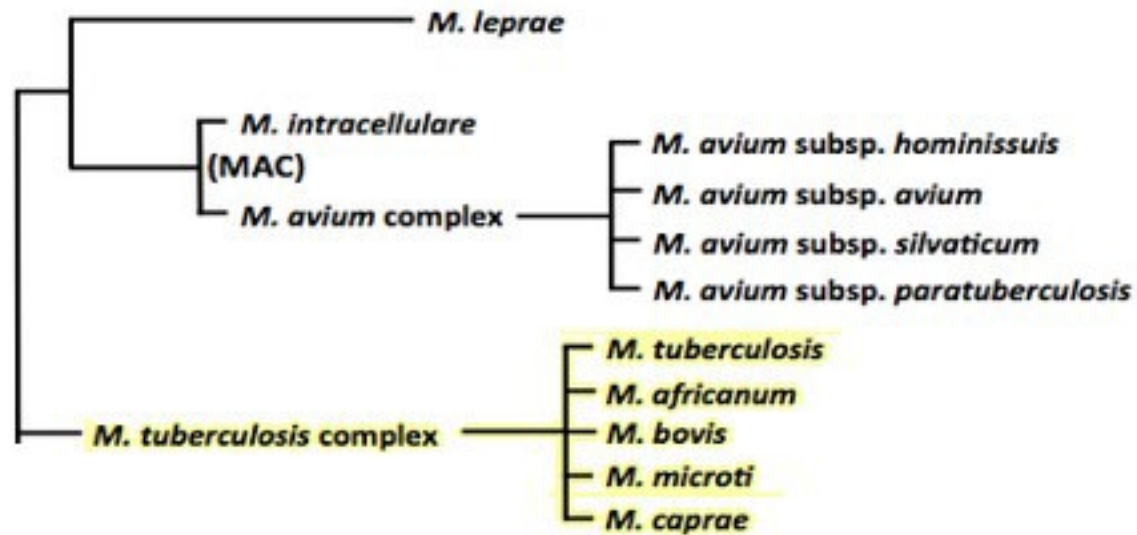 M. leprae
M. intracellulare
(MAC)
M. avium complex
M. avium subsp. hominissuis
M. avium subsp. avium
M. avium subsp. silvaticum
M. avium subsp. paratuberculosis
M. tuberculosis complex
M. tuberculosis
M. africanum
M. bovis
M. microti
M. caprae